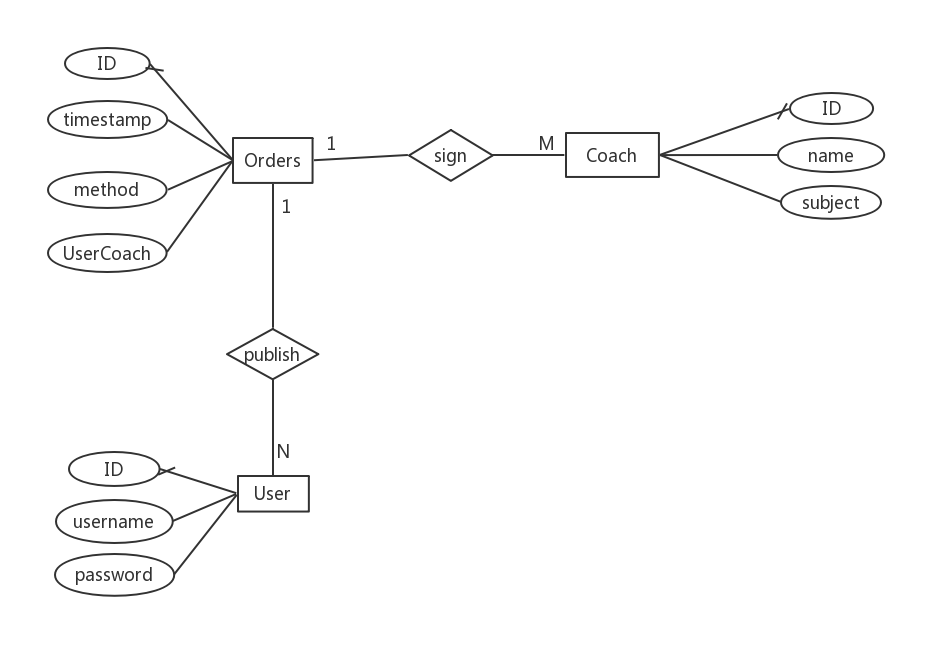 ID
timestamp
method
UserCoach
Orders
1
sign
M
Coach
ID
name
subject
1
publish
N
ID
username
password
User